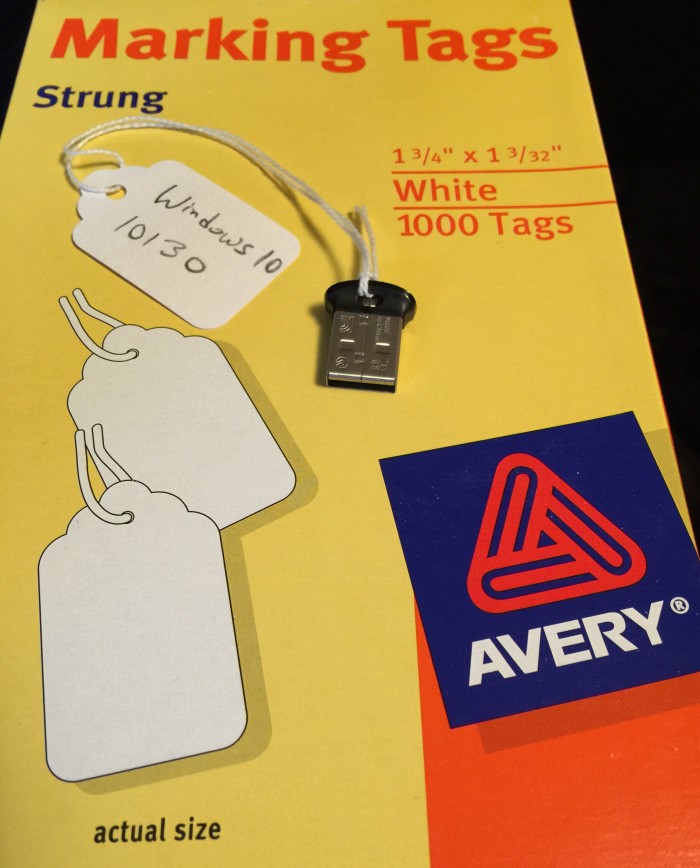 Marking Tags
Strung
1 3/4" x 1 3/32"
White
1000 Tags
Windows 10
10130
AVERY®
actual size